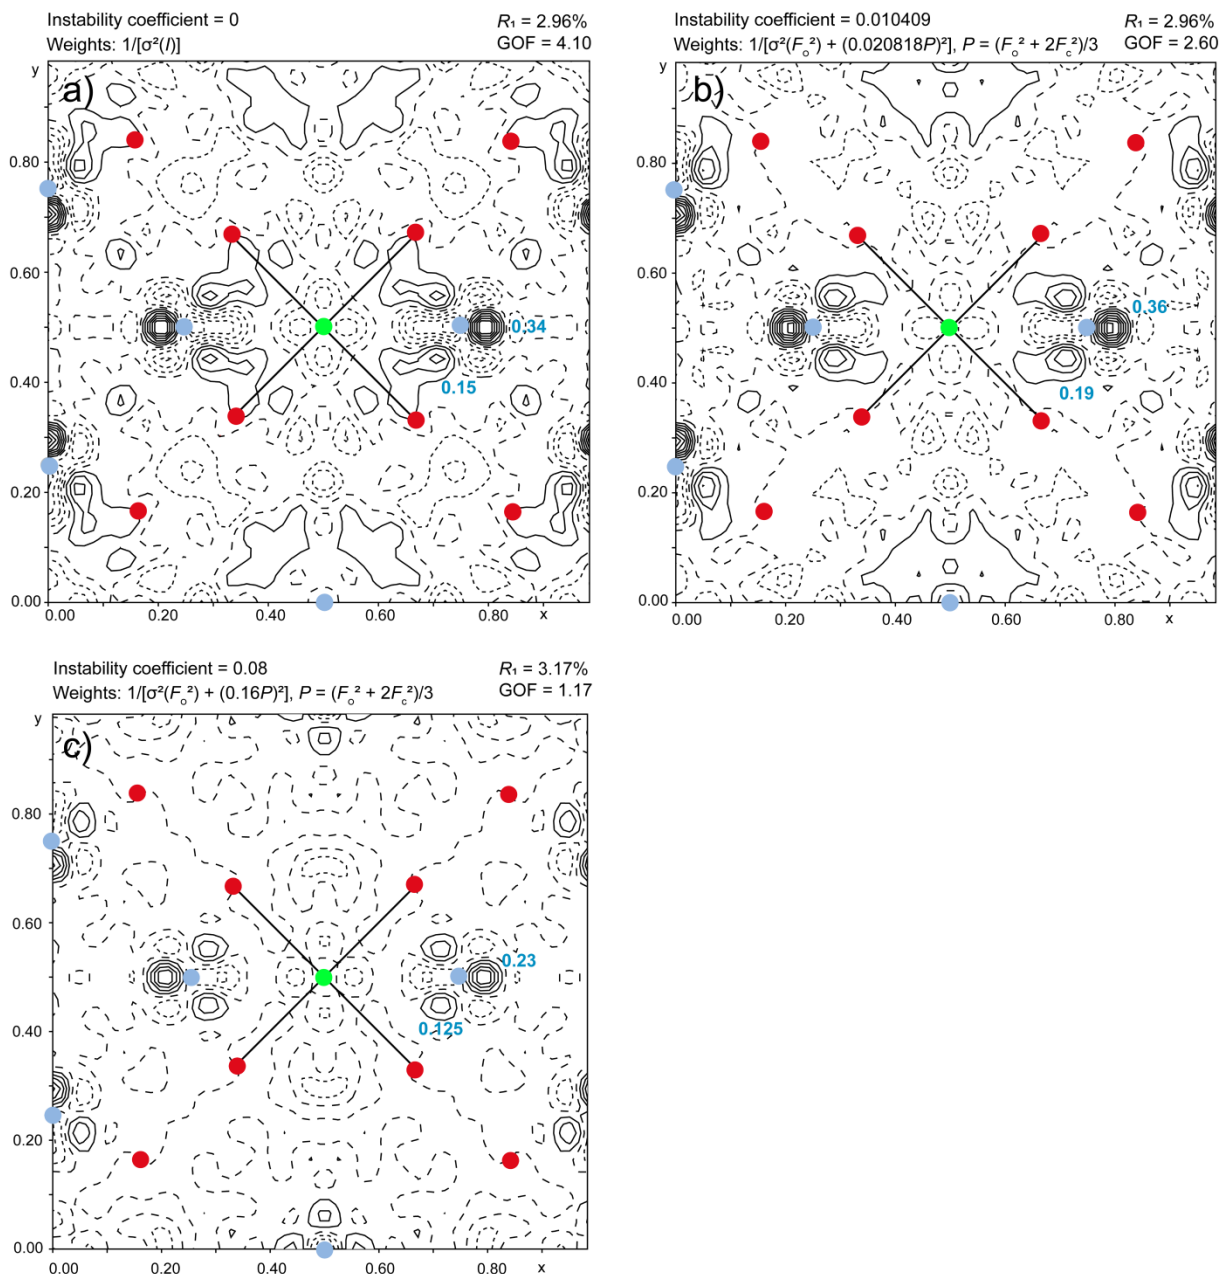 Instability coefficient = 0
R₁ = 2.96%
Weights: 1/[σ²(I)]
GOF = 4.10
y
a)
0.80
0.60
0.34
0.40
0.15
0.20
0.00
0.00 0.20 0.40 0.60 0.80 x
Instability coefficient = 0.010409
R₁ = 2.96%
Weights: 1/[σ²(Fₒ²) + (0.020818P)²], P = (Fₒ² + 2F꜀²)/3
GOF = 2.60
y
b)
0.80
0.60
0.36
0.40
0.19
0.20
0.00
0.00 0.20 0.40 0.60 0.80 x
Instability coefficient = 0.08
R₁ = 3.17%
Weights: 1/[σ²(Fₒ²) + (0.16P)²], P = (Fₒ² + 2F꜀²)/3
GOF = 1.17
y
c)
0.80
0.60
0.23
0.40
0.125
0.20
0.00
0.00 0.20 0.40 0.60 0.80 x